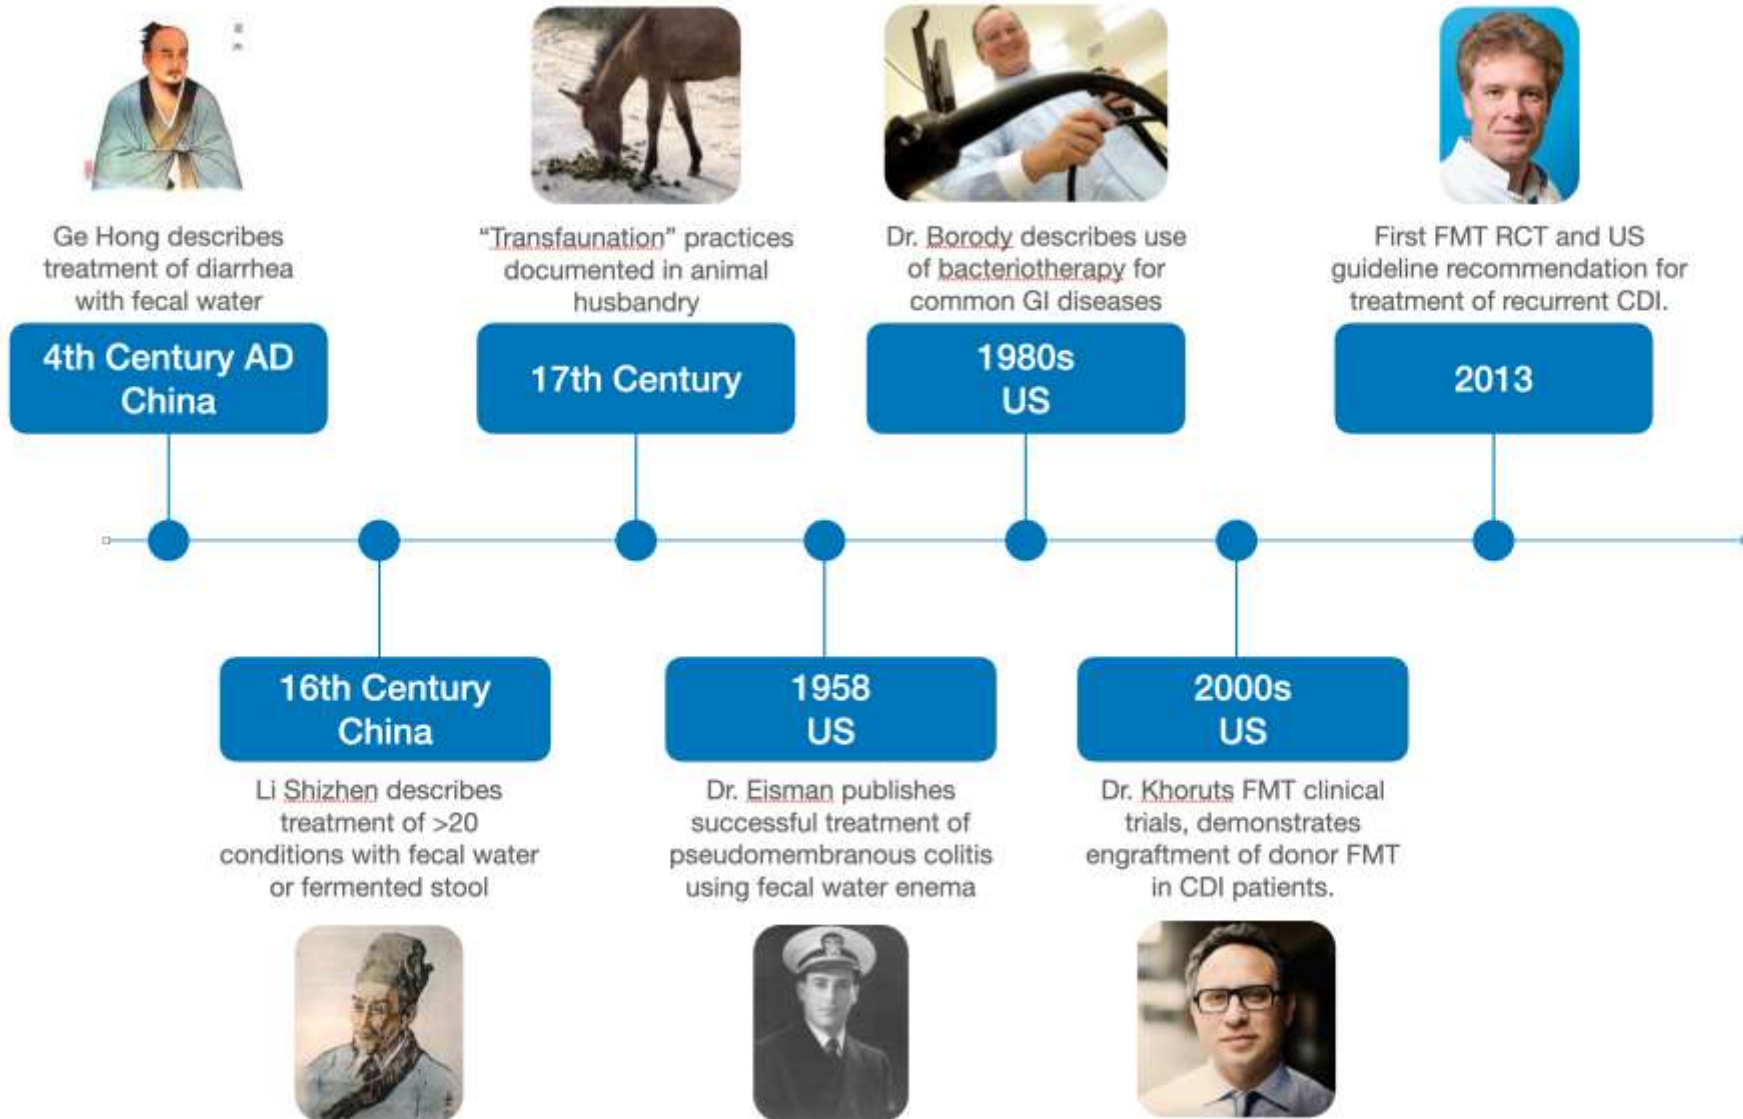 Ge Hong describes
treatment of diarrhea
with fecal water
4th Century AD
China
"Transfaunation" practices
documented in animal
husbandry
17th Century
Dr. Borody describes use
of bacteriotherapy for
common GI diseases
1980s
US
First FMT RCT and US
guideline recommendation for
treatment of recurrent CDI.
2013
16th Century
China
Li Shizhen describes
treatment of >20
conditions with fecal water
or fermented stool
1958
US
Dr. Eisman publishes
successful treatment of
pseudomembranous colitis
using fecal water enema
2000s
US
Dr. Khoruts FMT clinical
trials, demonstrates
engraftment of donor FMT
in CDI patients.